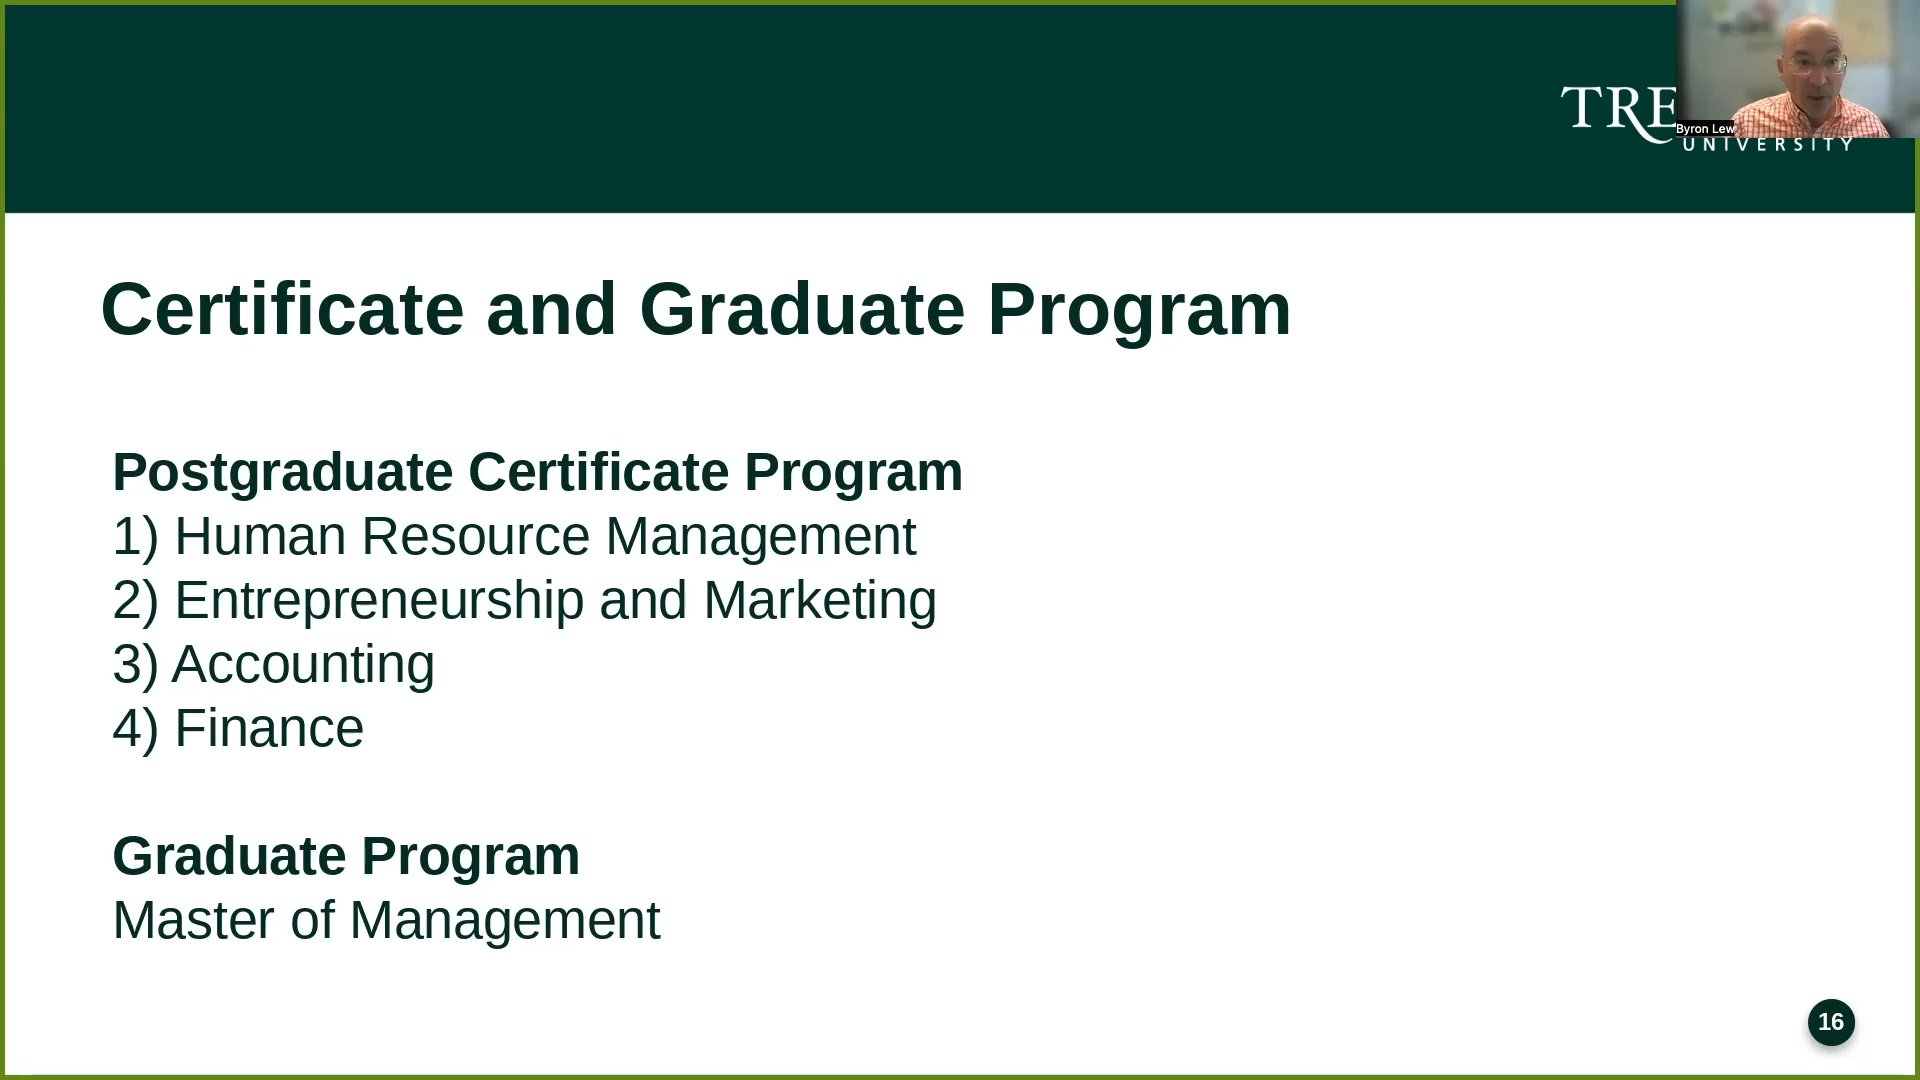 TRE
UNIVERSITY
Byron Lew
Certificate and Graduate Program
Postgraduate Certificate Program
1) Human Resource Management
2) Entrepreneurship and Marketing
3) Accounting
4) Finance
Graduate Program
Master of Management
16